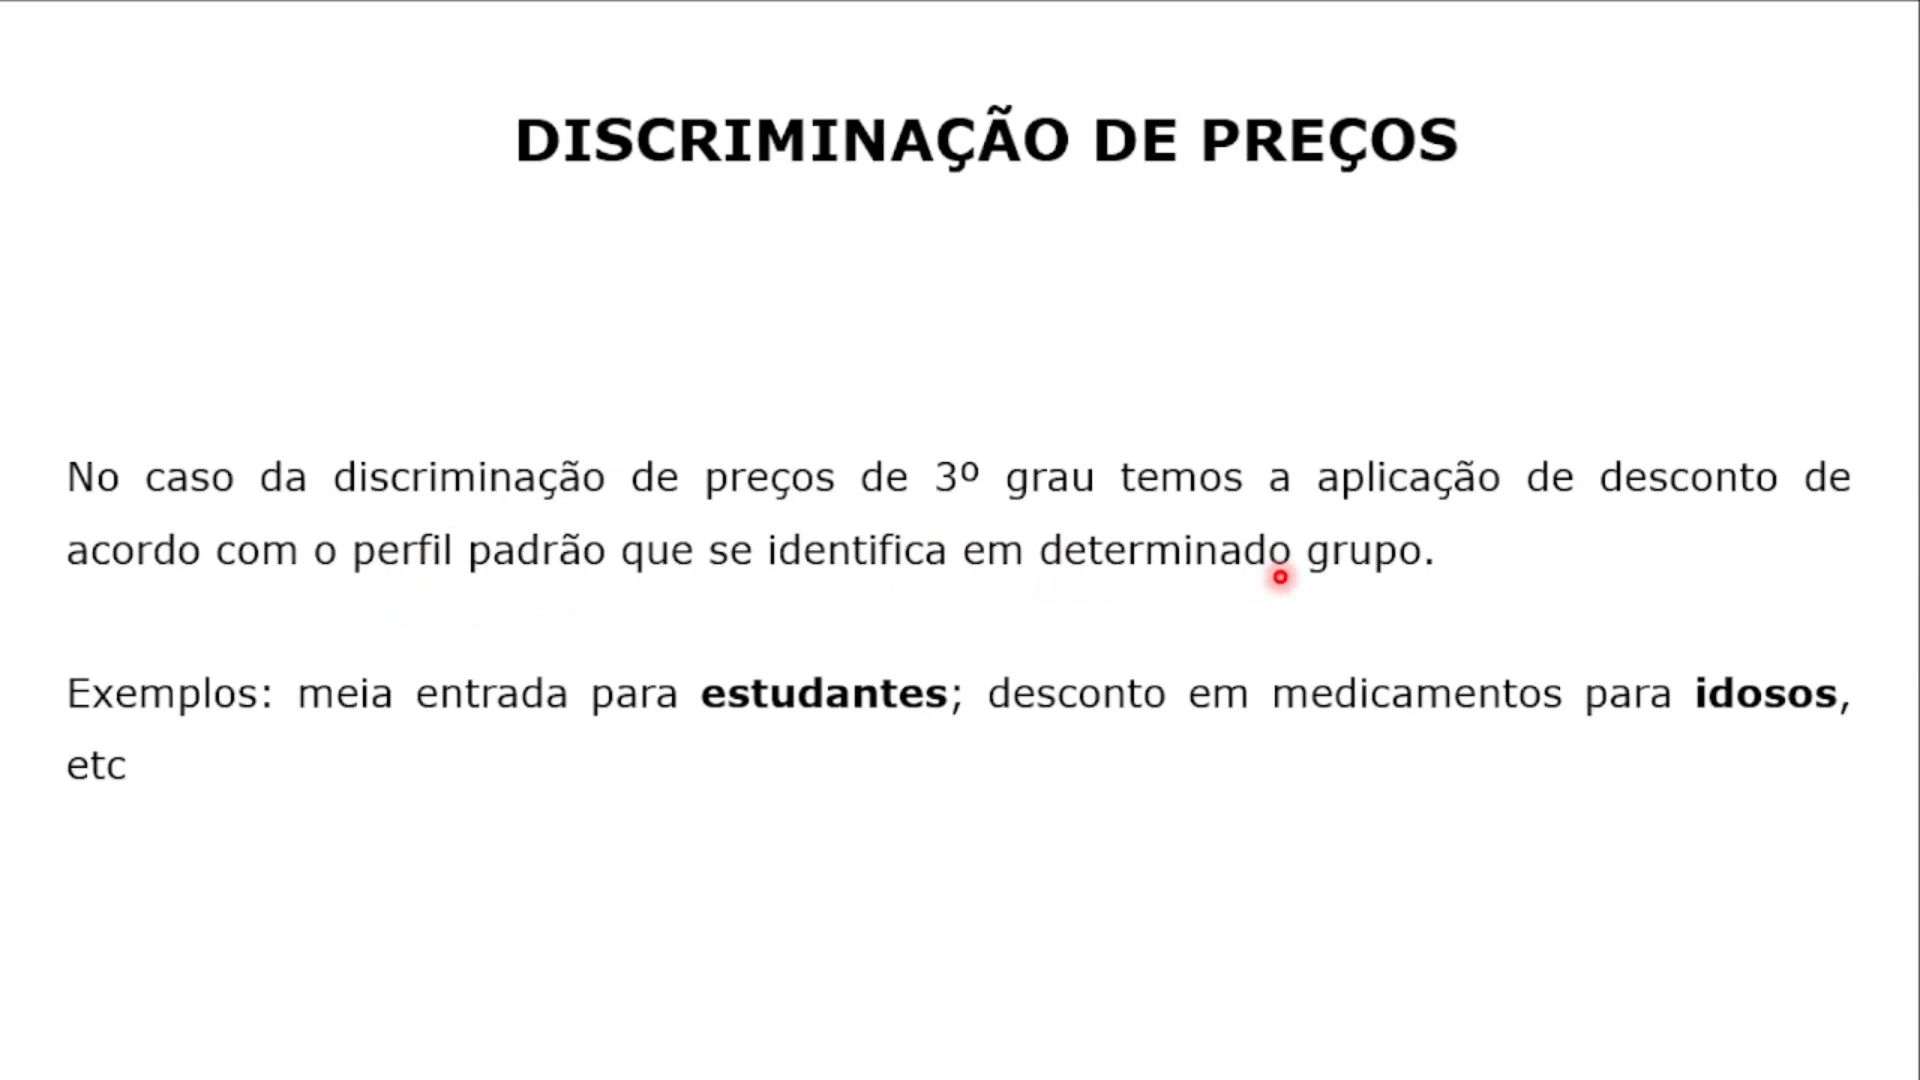 DISCRIMINAÇÃO DE PREÇOS
No caso da discriminação de preços de 3º grau temos a aplicação de desconto de
acordo com o perfil padrão que se identifica em determinado grupo.
Exemplos: meia entrada para estudantes; desconto em medicamentos para idosos,
etc